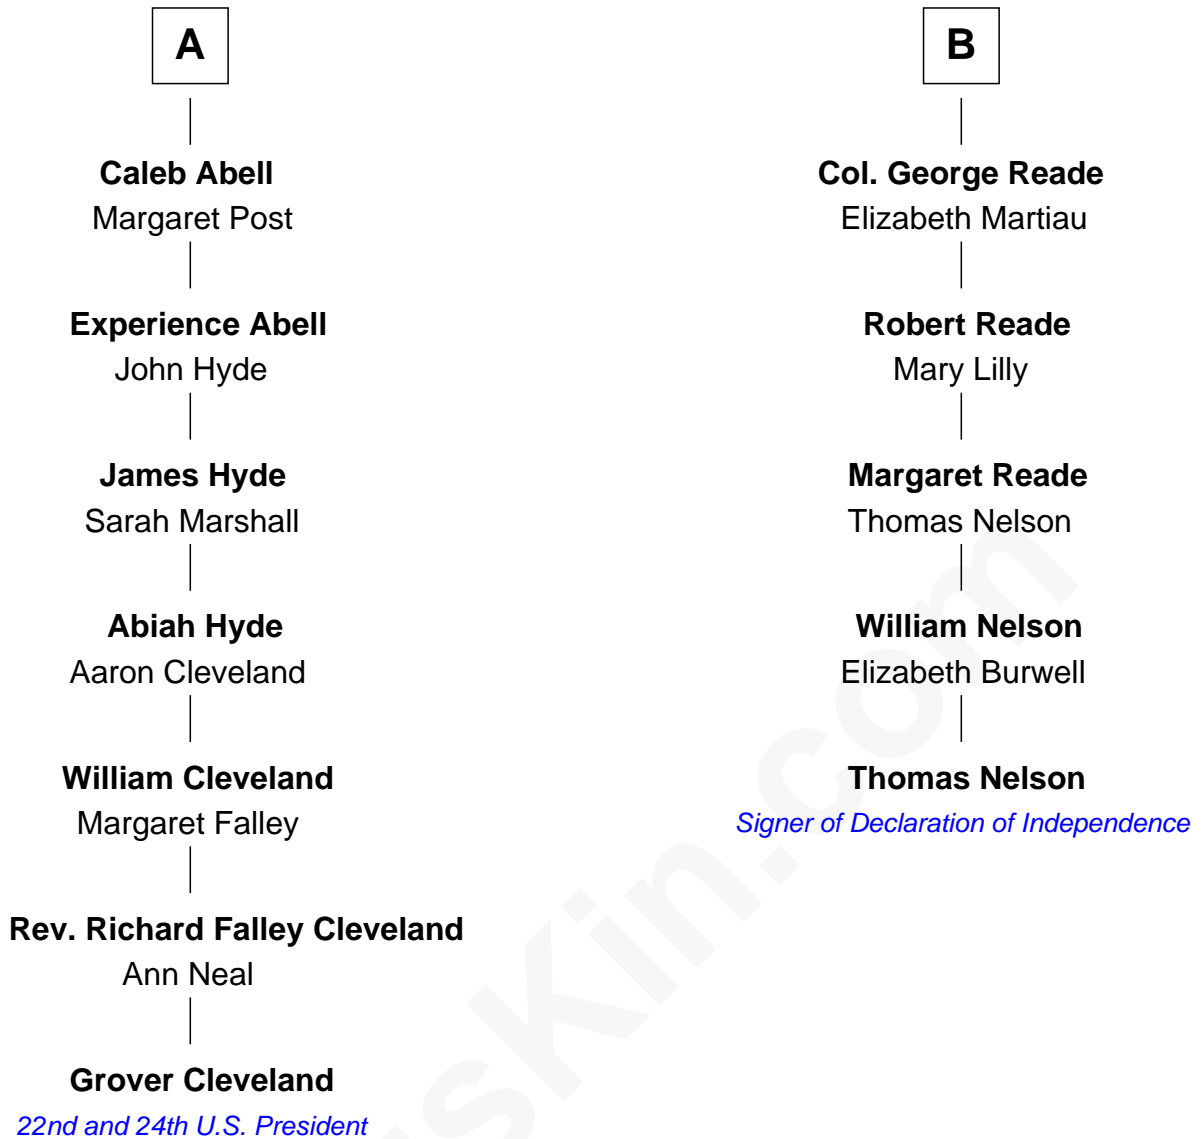 A
Caleb Abell
Margaret Post
Experience Abell
John Hyde
James Hyde
Sarah Marshall
Abiah Hyde
Aaron Cleveland
William Cleveland
Margaret Falley
Rev. Richard Falley Cleveland
Ann Neal
Grover Cleveland
22nd and 24th U.S. President
B
Col. George Reade
Elizabeth Martiau
Robert Reade
Mary Lilly
Margaret Reade
Thomas Nelson
William Nelson
Elizabeth Burwell
Thomas Nelson
Signer of Declaration of Independence
sKin.com